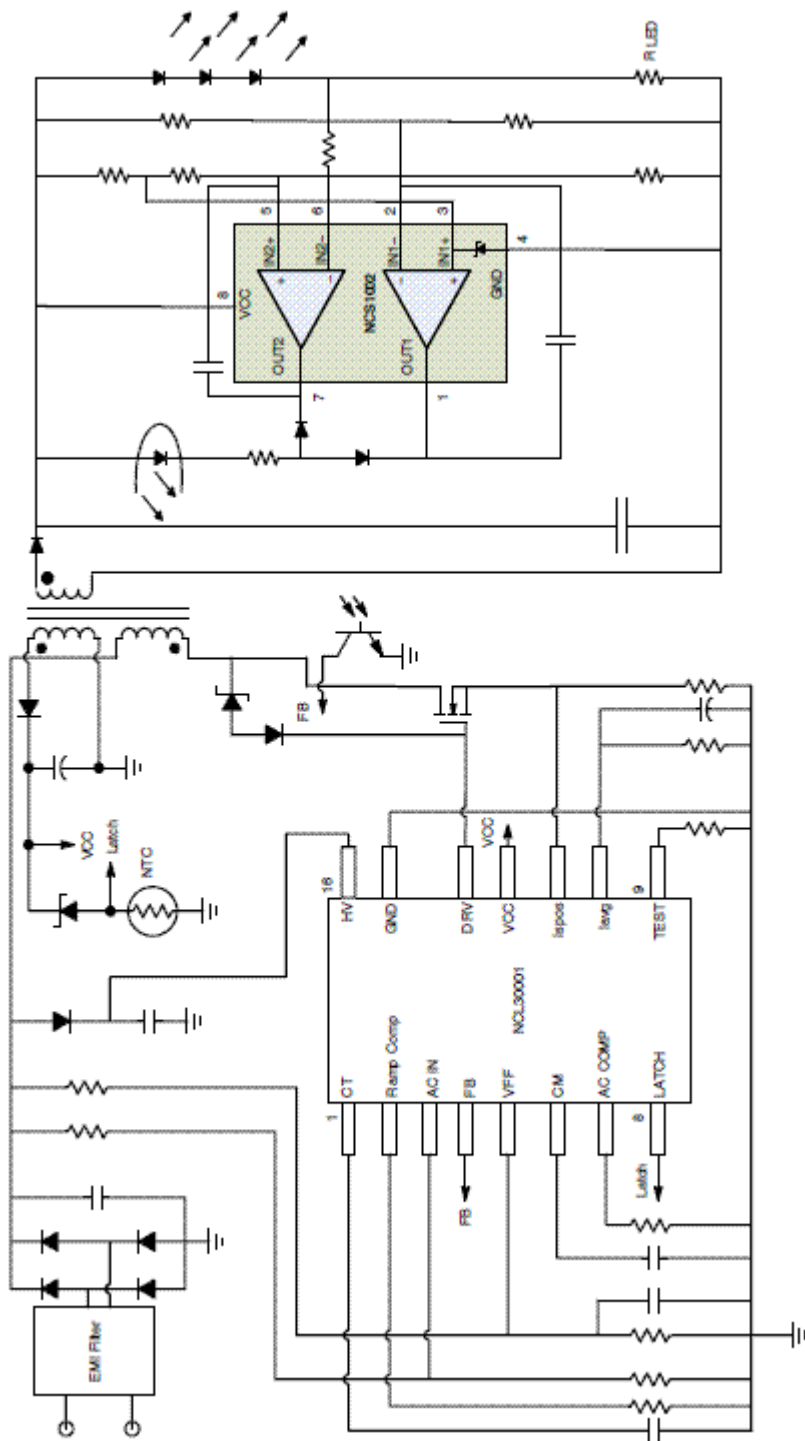 EMI Filter
NTC
Latch
VCC
FB
R LED
VCC
8
OUT2
7
IN2+
5
IN2−
6
NCS1002
OUT1
1
IN1−
2
IN1+
3
GND
4
NCL30001
1
CT
Ramp Comp
AC IN
FB
FB
VFF
CM
AC COMP
8
LATCH
Latch
16
HV
GND
DRV
VCC
VCC
Ispos
Iavg
9
TEST